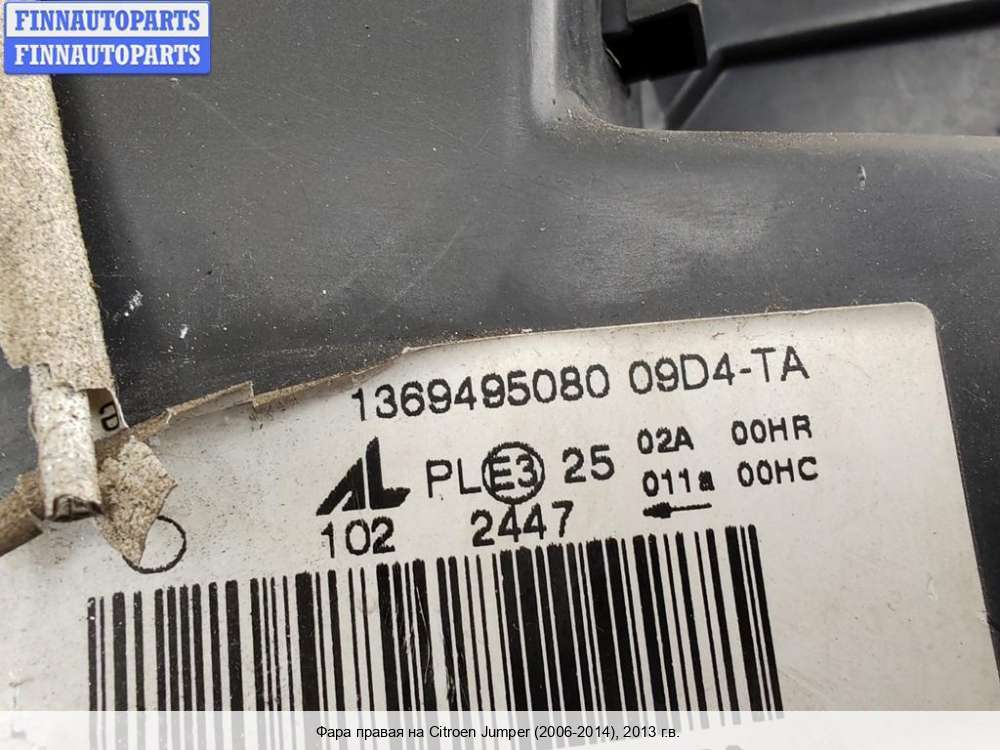 FINNAUTOPARTS
FINNAUTOPARTS
1369495080 09D4-TA
AL PL E3 25 02A 00HR
011a 00HC
102 2447
Фара правая на Citroen Jumper (2006-2014), 2013 г.в.